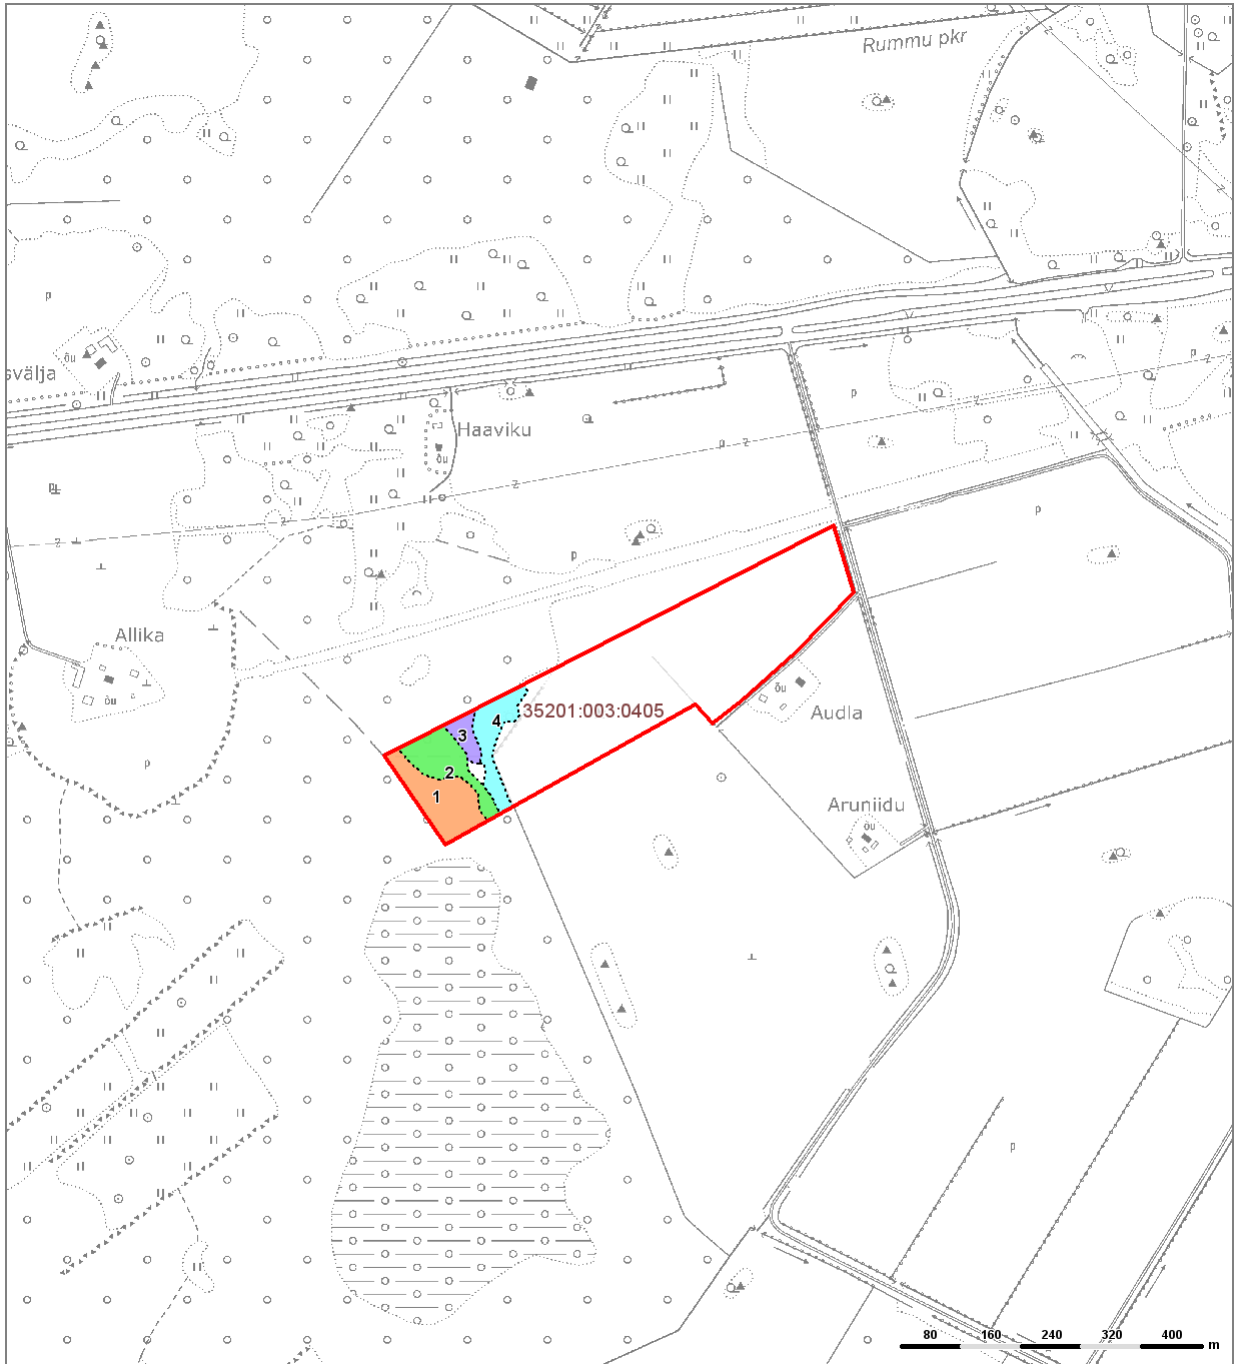 Rummu pkr
p
õu
svälja
p
p
z
z
p
Haaviku
õu
z
p
z
z
p
p
Allika
õu
4
35201:003:0405
3
2
1
õu
Audla
p
Aruniidu
õu
p
80 160 240 320 400 m